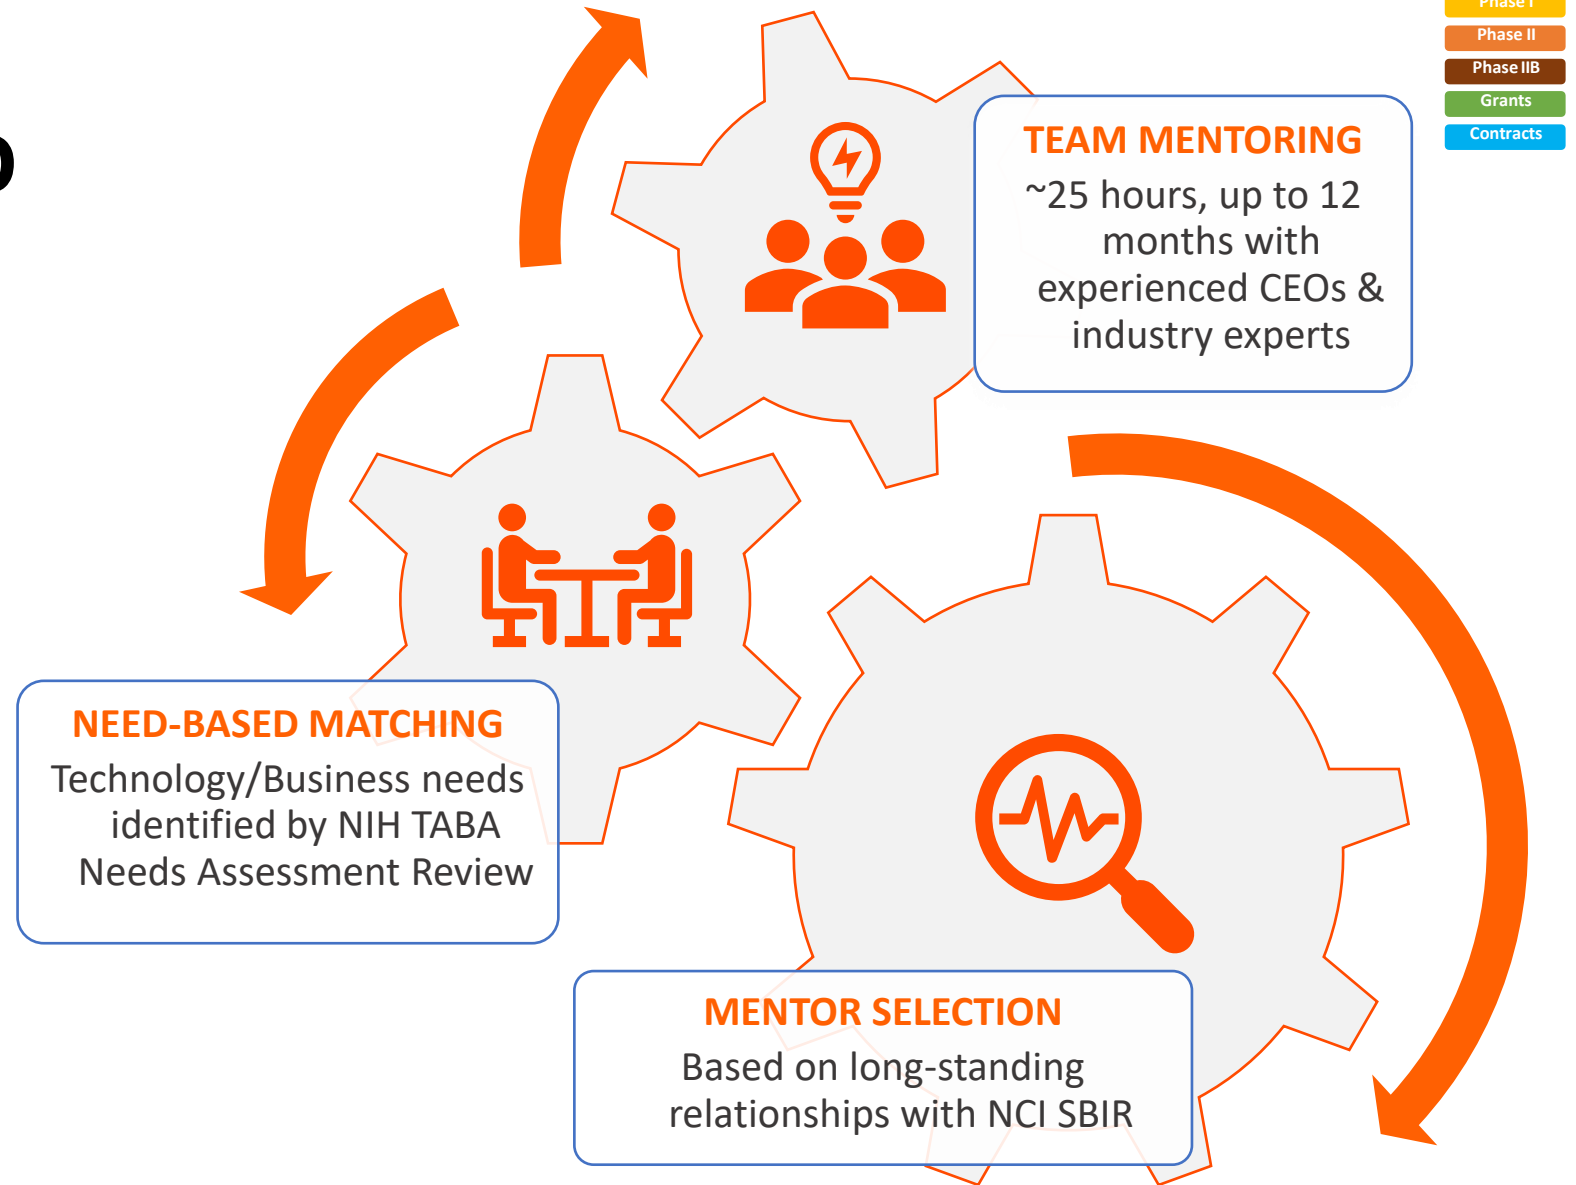 Phase I
Phase II
Phase IIB
Grants
Contracts
TEAM MENTORING
~25 hours, up to 12
months with
experienced CEOs &
industry experts
NEED-BASED MATCHING
Technology/Business needs
identified by NIH TABA
Needs Assessment Review
MENTOR SELECTION
Based on long-standing
relationships with NCI SBIR